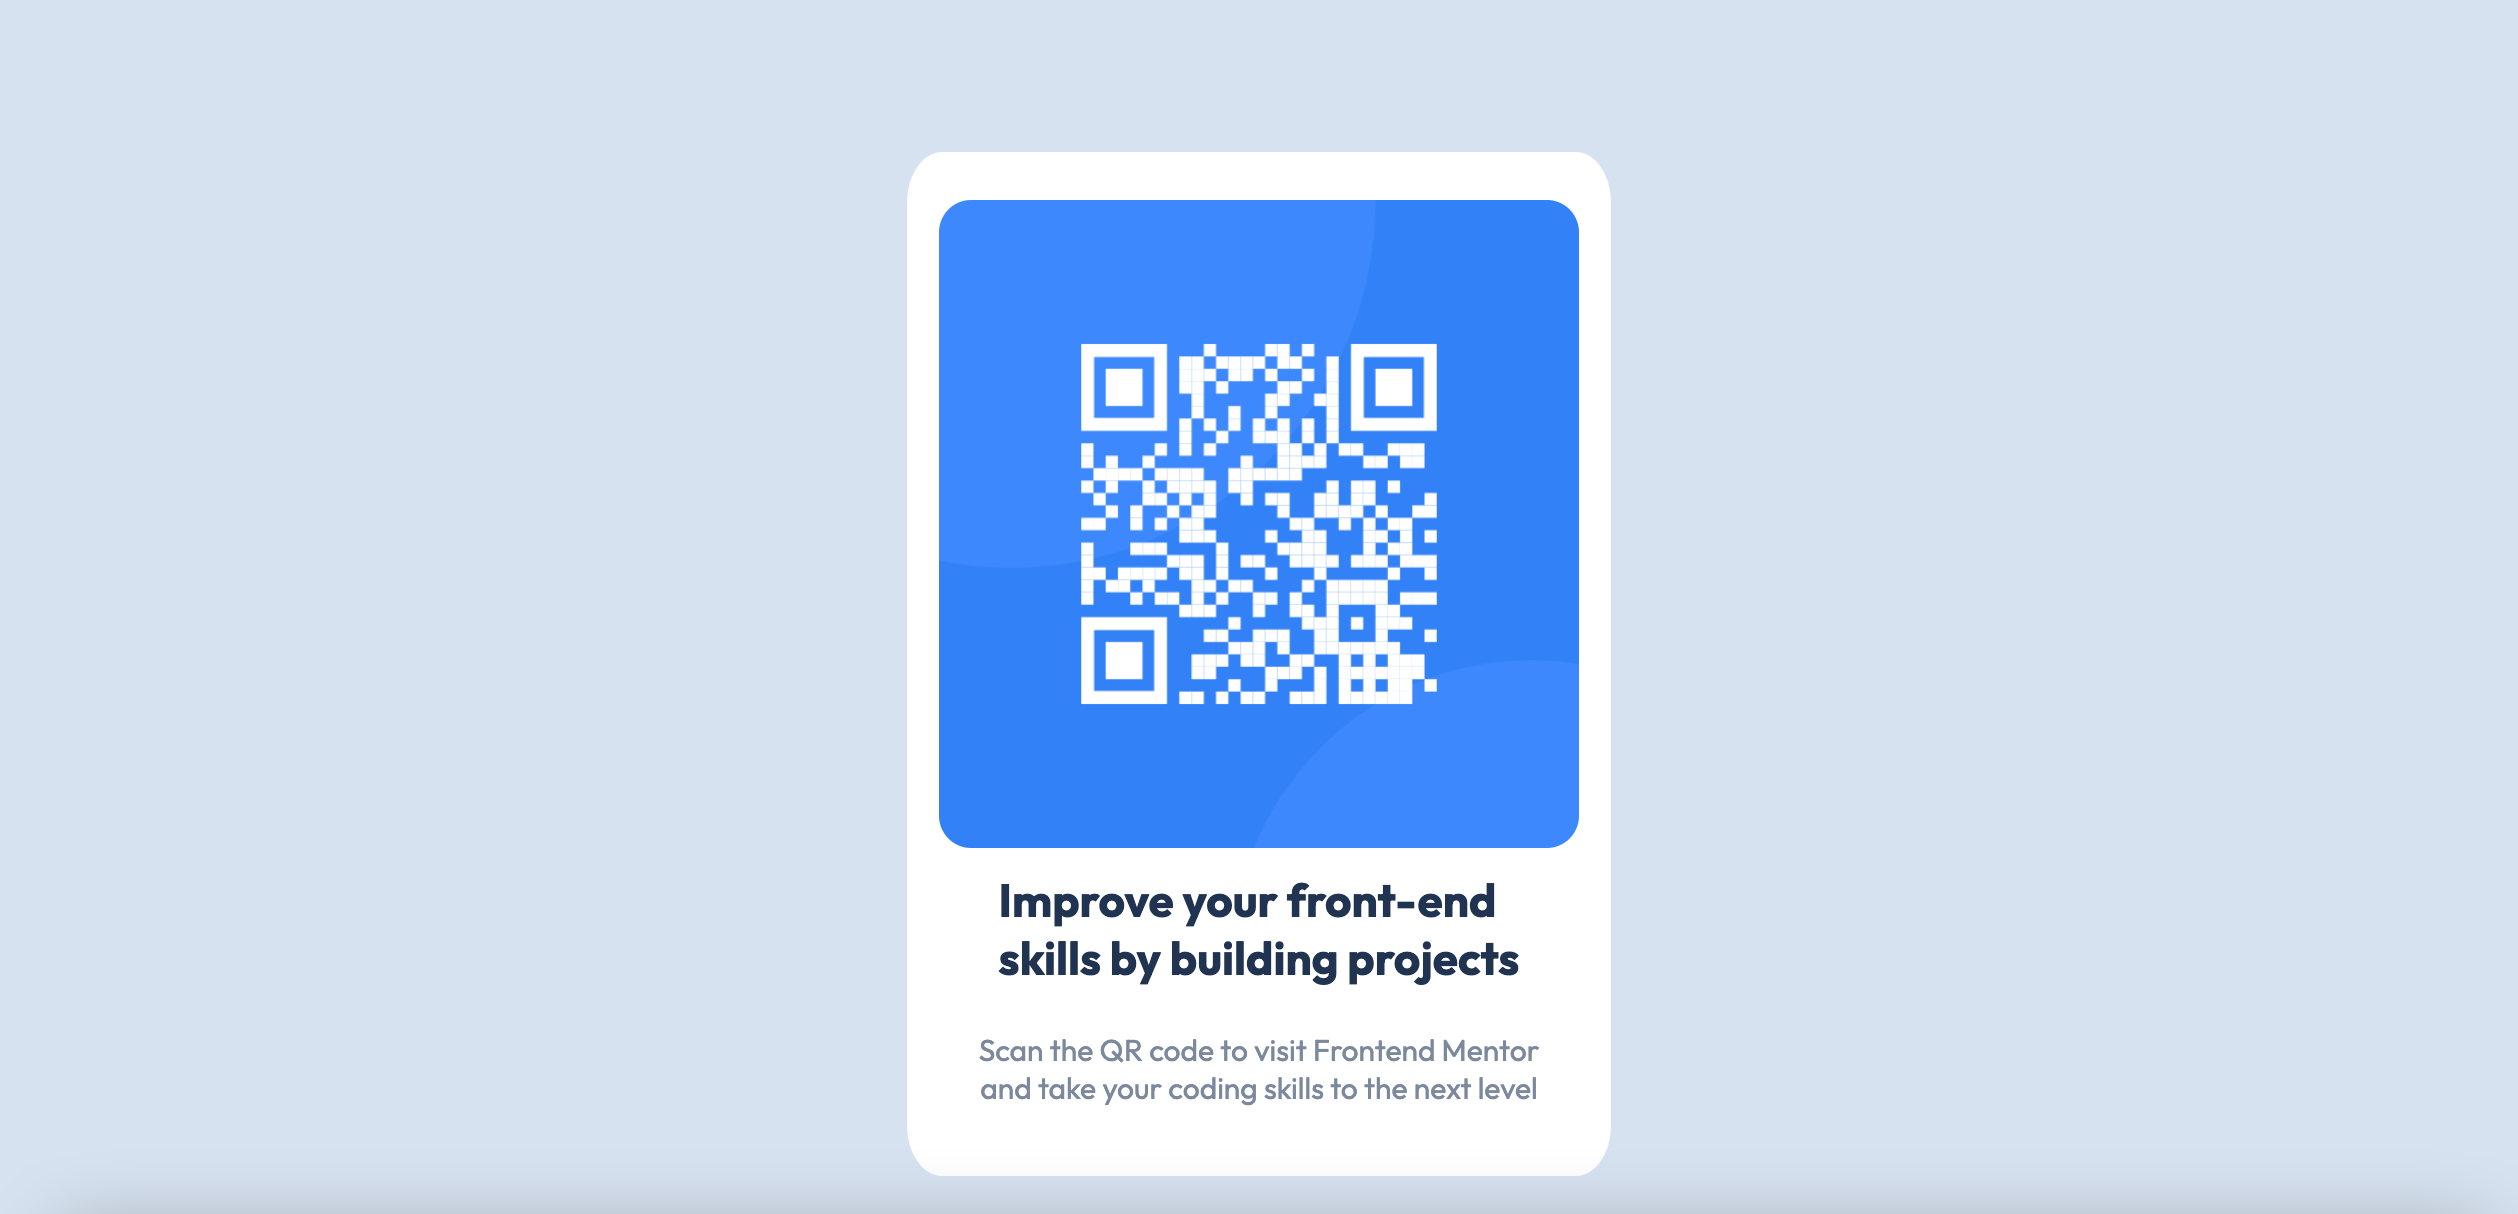 Improve your front-end
skills by building projects
Scan the QR code to visit Frontend Mentor
and take your coding skills to the next level